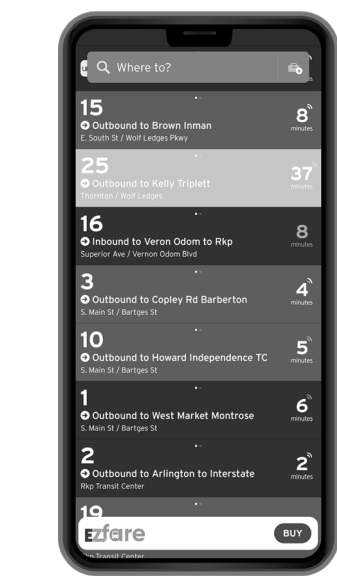 Where to?
15
Outbound to Brown Inman
E. South St / Wolf Ledges Pkwy
8
minutes
25
Outbound to Kelly Triplett
Thornton / Wolf Ledges
37
minutes
16
Inbound to Veron Odom to Rkp
Superior Ave / Vernon Odom Blvd
8
minutes
3
Outbound to Copley Rd Barberton
S. Main St / Bartges St
4
minutes
10
Outbound to Howard Independence TC
S. Main St / Bartges St
5
minutes
1
Outbound to West Market Montrose
S. Main St / Bartges St
6
minutes
2
Outbound to Arlington to Interstate
Rkp Transit Center
2
minutes
19
EZfare
BUY
Rkp Transit Center